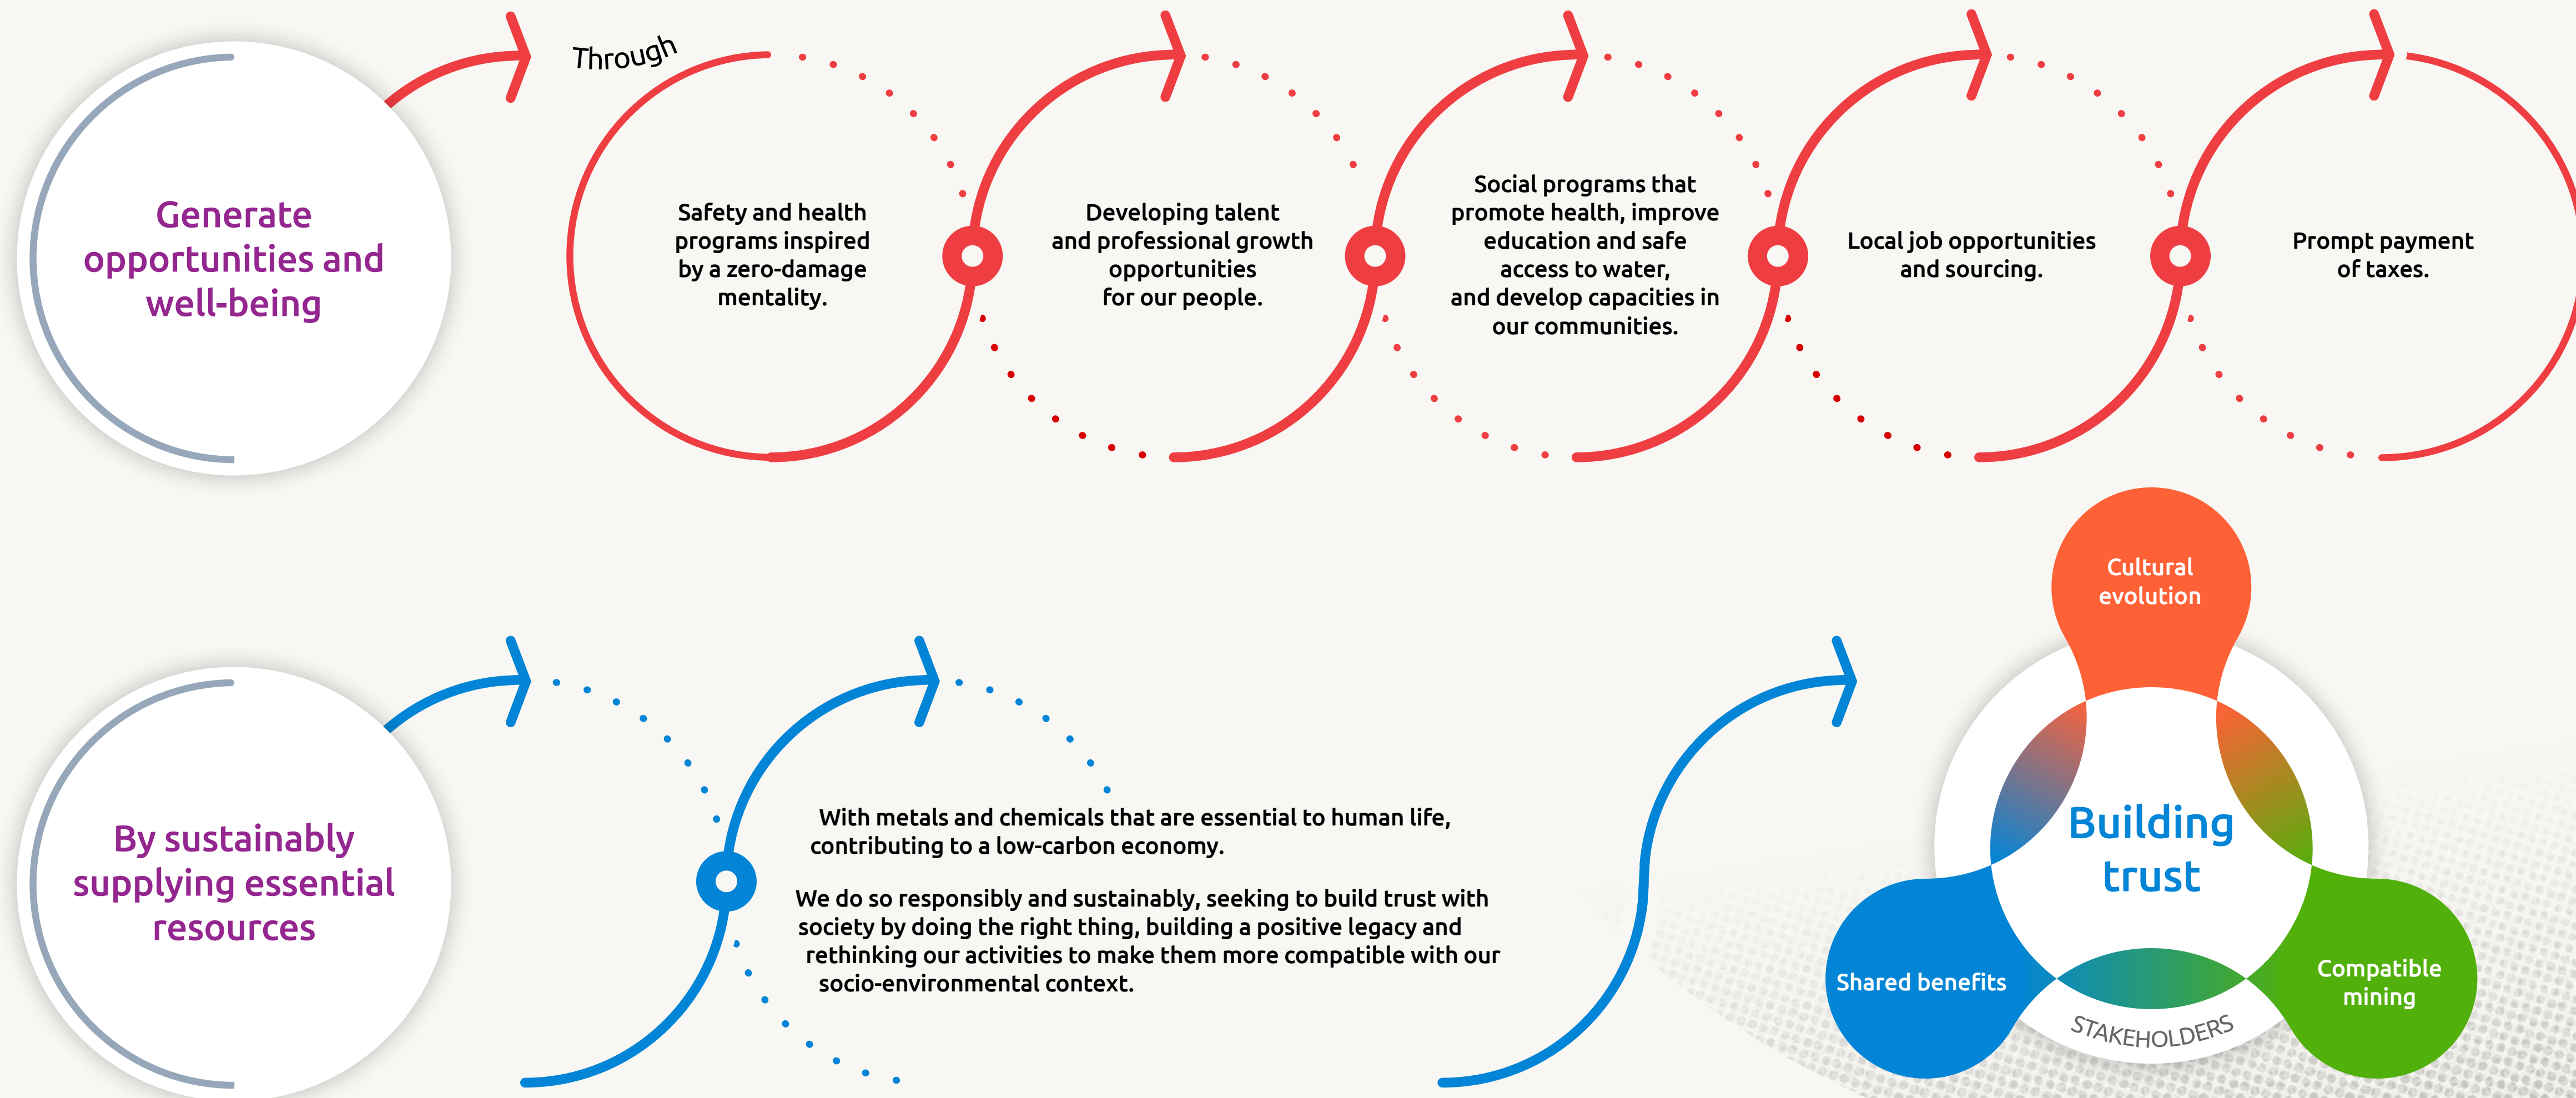 Generate
opportunities and
well-being
Through
Safety and health
programs inspired
by a zero-damage
mentality.
Developing talent
and professional growth
opportunities
for our people.
Social programs that
promote health, improve
education and safe
access to water,
and develop capacities in
our communities.
Local job opportunities
and sourcing.
Prompt payment
of taxes.
By sustainably
supplying essential
resources
With metals and chemicals that are essential to human life,
contributing to a low-carbon economy.
We do so responsibly and sustainably, seeking to build trust with
society by doing the right thing, building a positive legacy and
rethinking our activities to make them more compatible with our
socio-environmental context.
Cultural
evolution
Building
trust
Shared benefits
Compatible
mining
STAKEHOLDERS